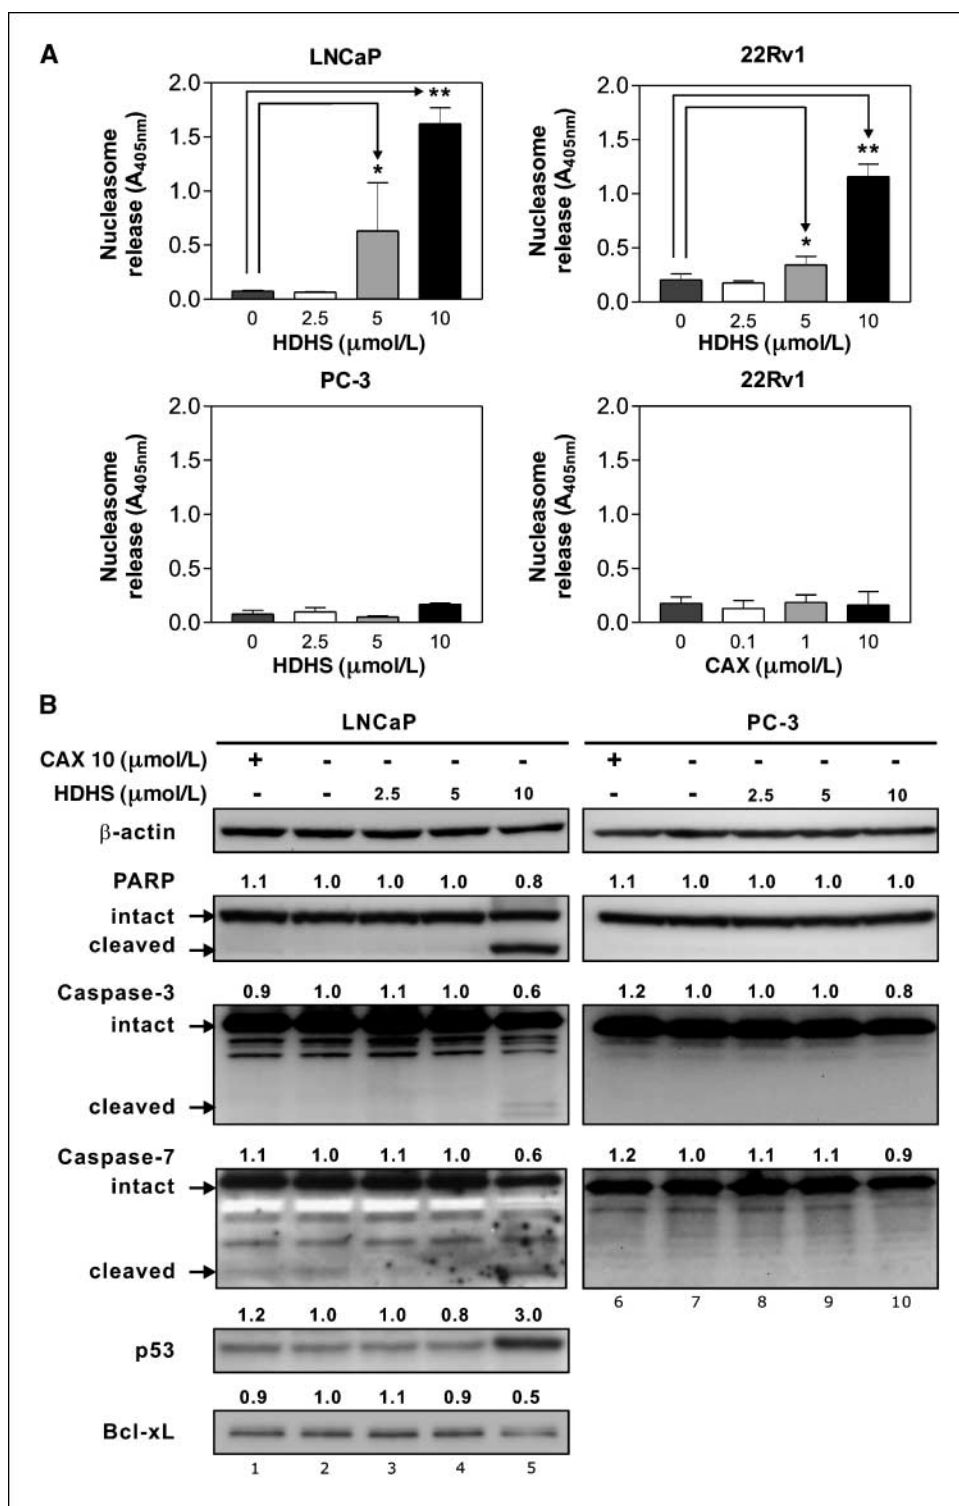 A
LNCaP
Nucleasome release (A405nm)
2.0
1.5
1.0
0.5
0.0
*
**
0 2.5 5 10
HDHS (μmol/L)
22Rv1
Nucleasome release (A405nm)
2.0
1.5
1.0
0.5
0.0
*
**
0 2.5 5 10
HDHS (μmol/L)
PC-3
Nucleasome release (A405nm)
2.0
1.5
1.0
0.5
0.0
0 2.5 5 10
HDHS (μmol/L)
22Rv1
Nucleasome release (A405nm)
2.0
1.5
1.0
0.5
0.0
0 0.1 1 10
CAX (μmol/L)
B
LNCaP PC-3
CAX 10 (μmol/L) + - - - - + - - - -
HDHS (μmol/L) - - 2.5 5 10 - - 2.5 5 10
β-actin
PARP 1.1 1.0 1.0 1.0 0.8 1.1 1.0 1.0 1.0 1.0
intact
cleaved
Caspase-3 0.9 1.0 1.1 1.0 0.6 1.2 1.0 1.0 1.0 0.8
intact
cleaved
Caspase-7 1.1 1.0 1.1 1.0 0.6 1.2 1.0 1.1 1.1 0.9
intact
cleaved
6 7 8 9 10
1.2 1.0 1.0 0.8 3.0
p53
0.9 1.0 1.1 0.9 0.5
Bcl-xL
1 2 3 4 5